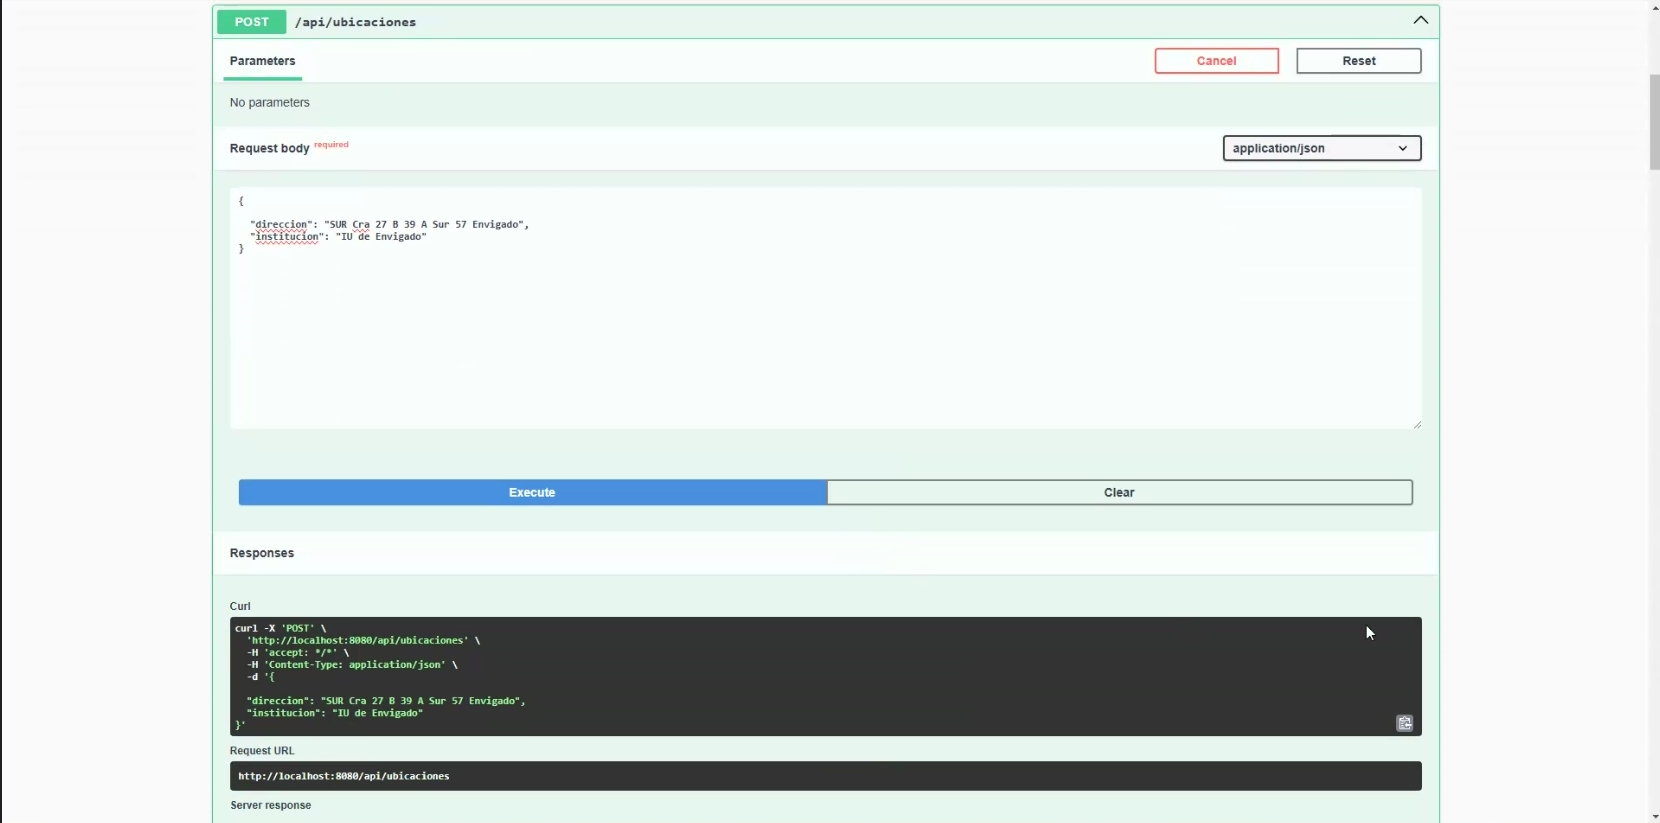 POST /api/ubicaciones
Parameters
Cancel
Reset
No parameters
Request body required
application/json
{
"direccion": "SUR Cra 27 B 39 A Sur 57 Envigado",
"institucion": "IU de Envigado"
}
Execute
Clear
Responses
Curl
curl -X 'POST' \
'http://localhost:8080/api/ubicaciones' \
-H 'accept: */*' \
-H 'Content-Type: application/json' \
-d '{
"direccion": "SUR Cra 27 B 39 A Sur 57 Envigado",
"institucion": "IU de Envigado"
}'
Request URL
http://localhost:8080/api/ubicaciones
Server response